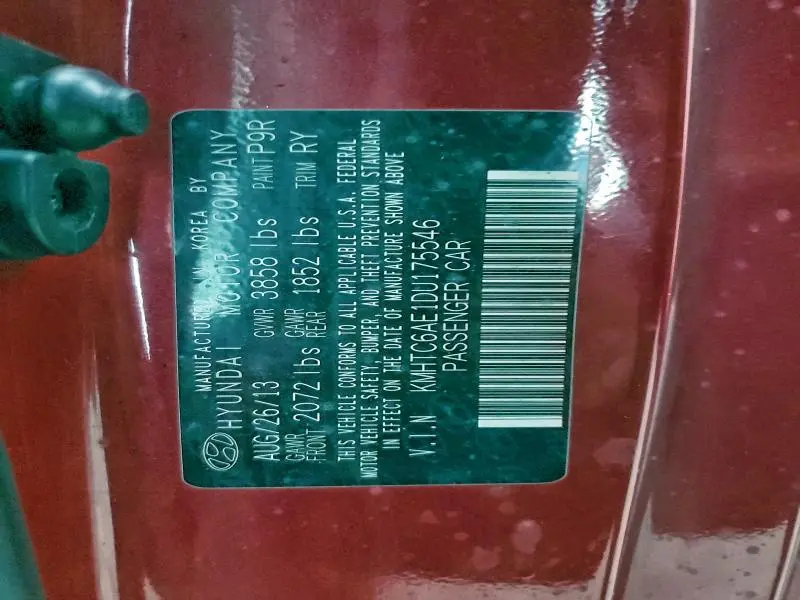 MANUFACTURED IN KOREA BY
HYUNDAI MOTOR COMPANY
AUG/26/13 GVWR 3858 lbs PAINT P9R
GAWR FRONT 2072 lbs GAWR REAR 1852 lbs TRIM RY
THIS VEHICLE CONFORMS TO ALL APPLICABLE U.S.A. FEDERAL
MOTOR VEHICLE SAFETY, BUMPER, AND THEFT PREVENTION STANDARDS
IN EFFECT ON THE DATE OF MANUFACTURE SHOWN ABOVE
V.I.N KMHTC6AE1DU175546
PASSENGER CAR